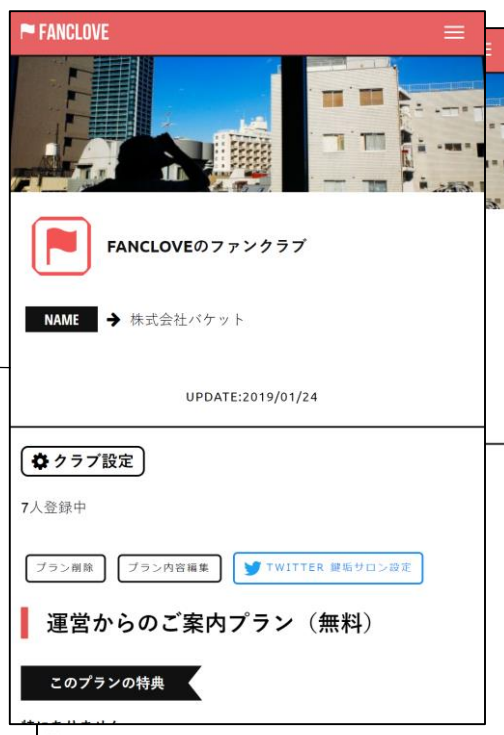 FANCLOVE
FANCLOVEのファンクラブ
NAME → 株式会社バケット
UPDATE:2019/01/24
クラブ設定
7人登録中
プラン削除 プラン内容編集 TWITTER 鍵垢サロン設定
運営からのご案内プラン（無料）
このプランの特典